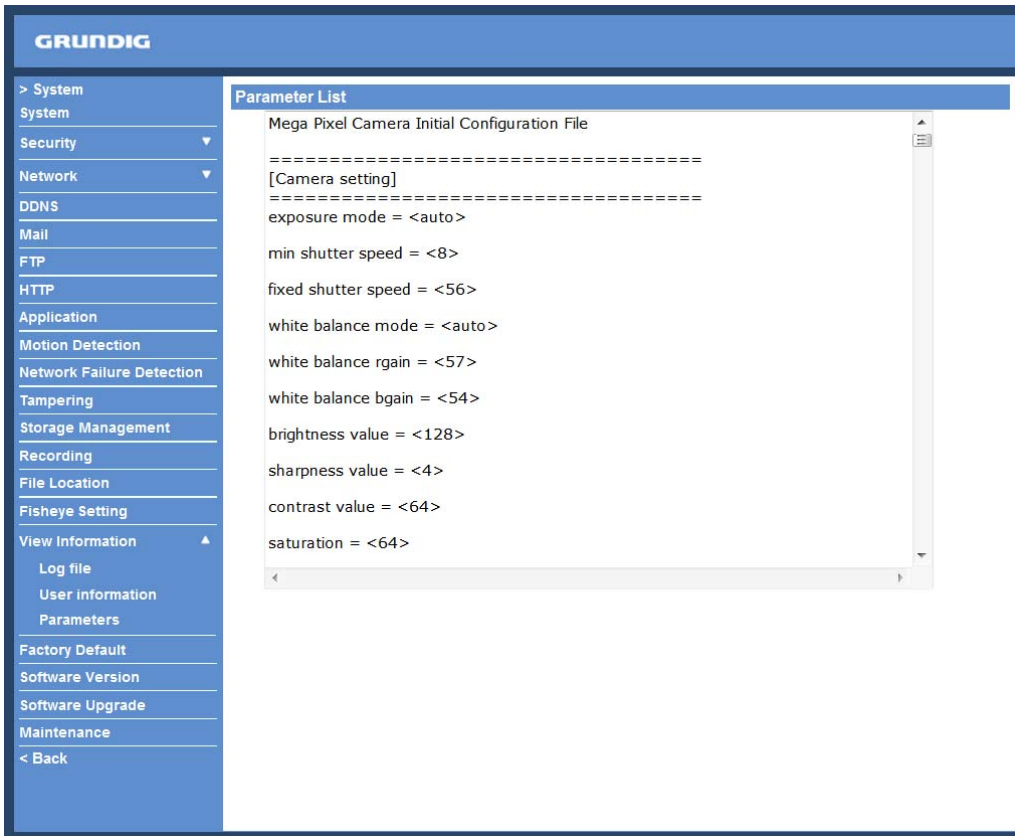 GRUNDIG
> System
System
Security
Network
DDNS
Mail
FTP
HTTP
Application
Motion Detection
Network Failure Detection
Tampering
Storage Management
Recording
File Location
Fisheye Setting
View Information
Log file
User information
Parameters
Factory Default
Software Version
Software Upgrade
Maintenance
< Back
Parameter List
Mega Pixel Camera Initial Configuration File
====================================
[Camera setting]
====================================
exposure mode = <auto>
min shutter speed = <8>
fixed shutter speed = <56>
white balance mode = <auto>
white balance rgain = <57>
white balance bgain = <54>
brightness value = <128>
sharpness value = <4>
contrast value = <64>
saturation = <64>